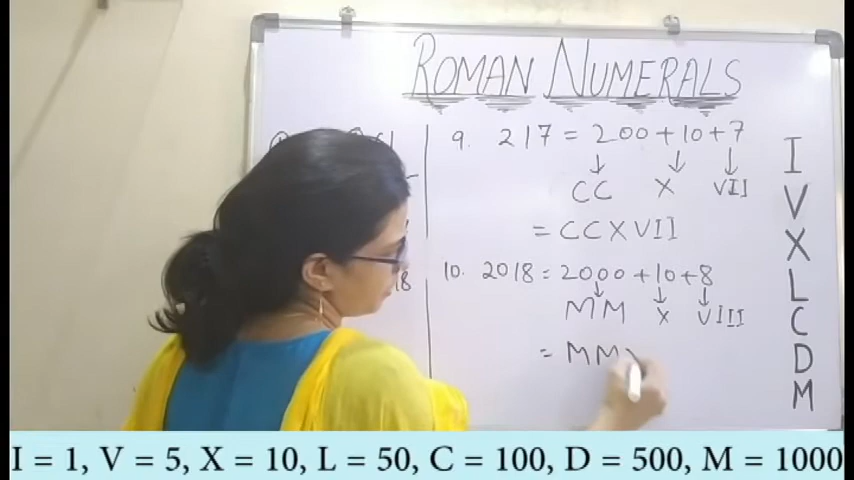 ROMAN NUMERALS
9. 217 = 200 + 10 + 7
↓ ↓ ↓
CC X VII
= CCXVII
10. 2018 = 2000 + 10 + 8
↓ ↓ ↓
MM X VIII
= MM
I
V
X
L
C
D
M
I = 1, V = 5, X = 10, L = 50, C = 100, D = 500, M = 1000